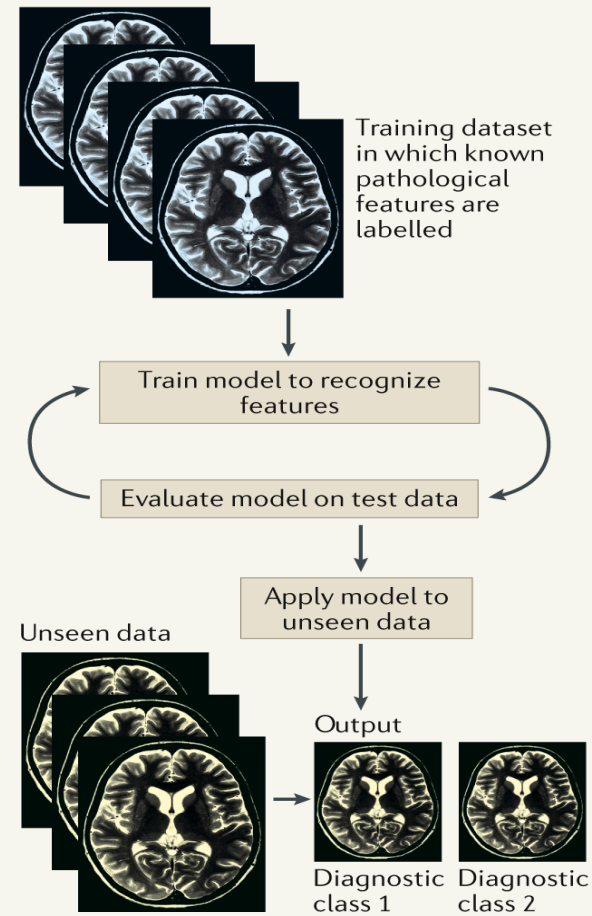 Training dataset
in which known
pathological
features are
labelled
Train model to recognize
features
Evaluate model on test data
Apply model to
unseen data
Unseen data
Output
Diagnostic
class 1
Diagnostic
class 2